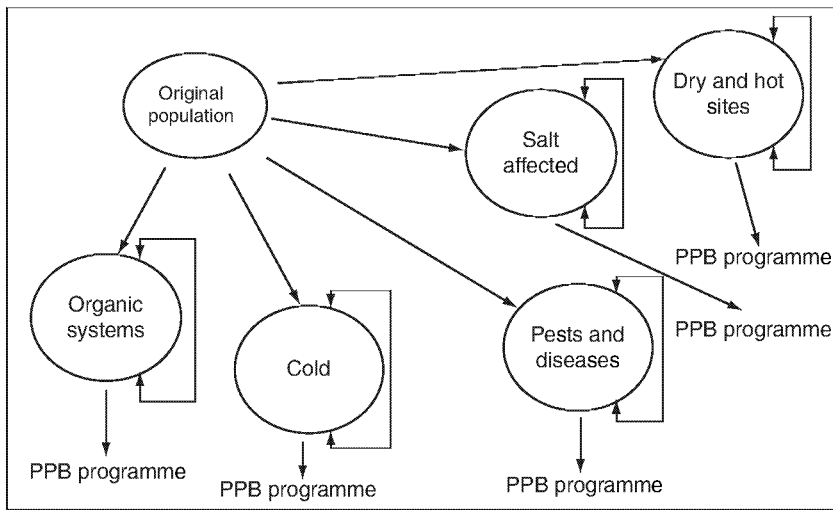 Original
population
Dry and hot
sites
Salt
affected
PPB programme
Organic
systems
Cold
Pests and
diseases
PPB programme
PPB programme
PPB programme
PPB programme